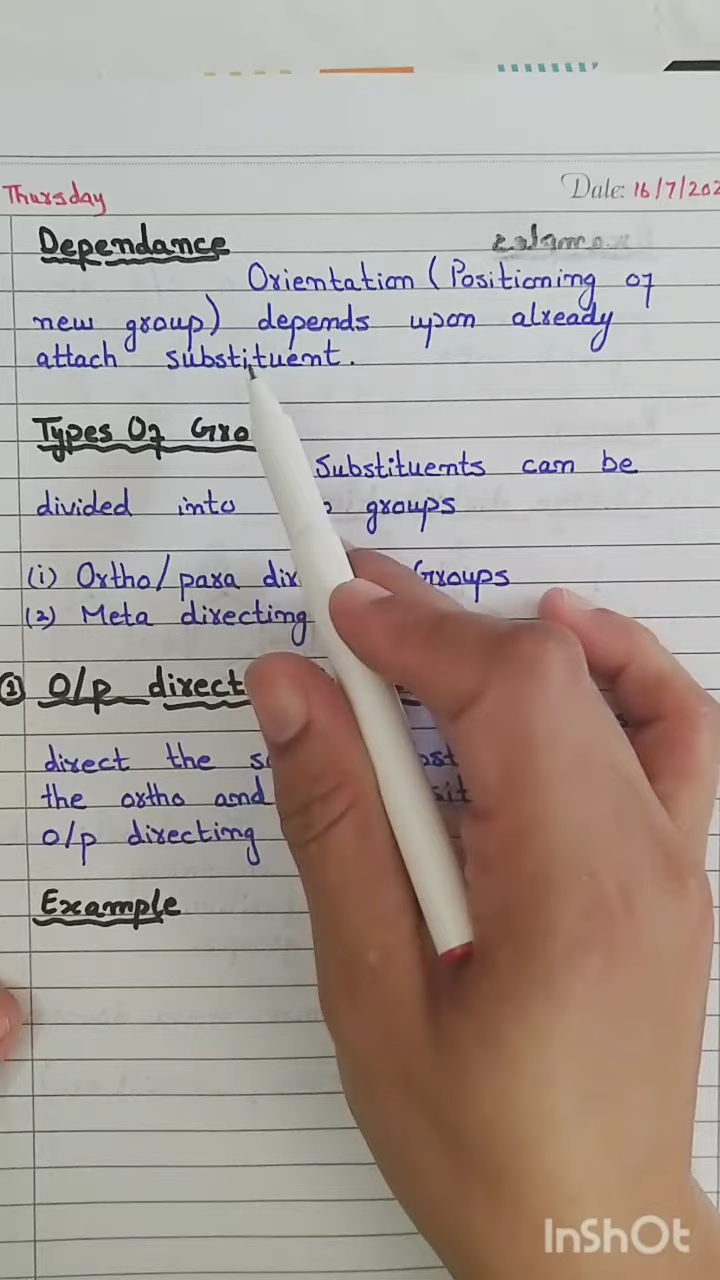 Thursday
Date: 16/7/202
Dependance
Orientation (Positioning of
new group) depends upon already
attach substituent.
Types Of Gro
Substituents can be
divided into groups
(i) Ortho/para dir Groups
(2) Meta directing
① O/p direct
direct the s
the ortho and sit
O/p directing
Example
InShOt